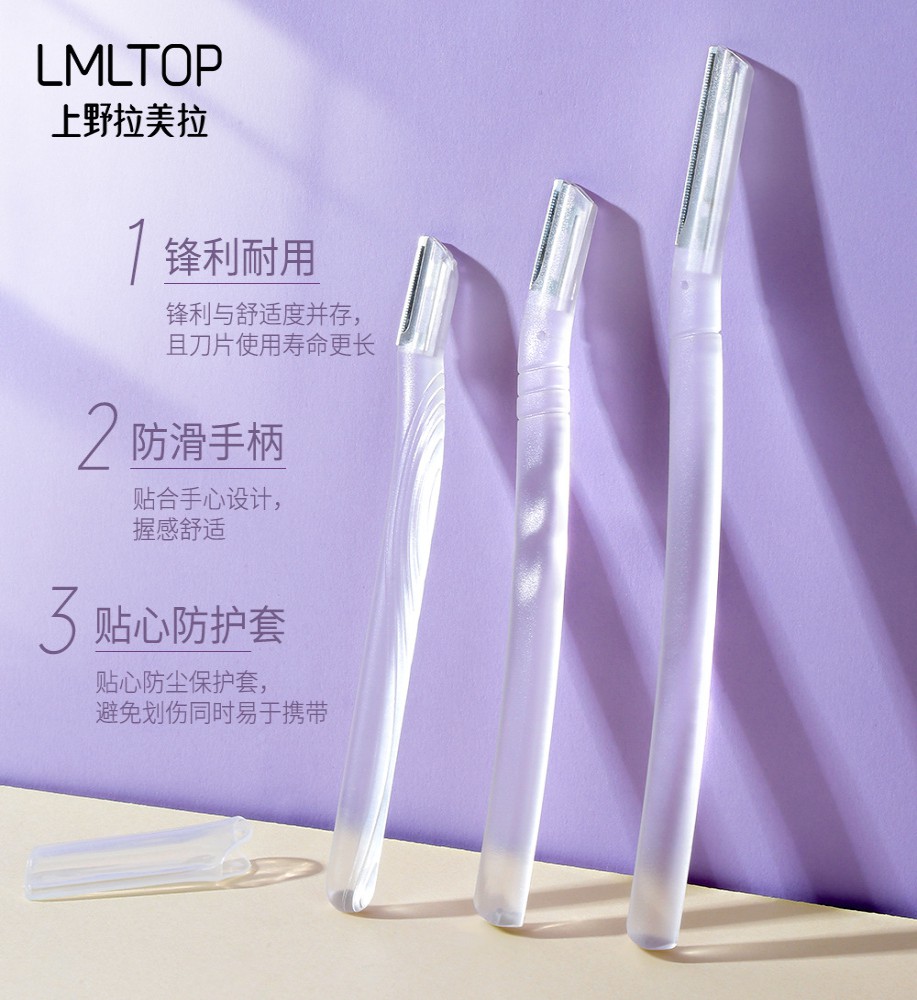 LMLTOP
上野拉美拉
1 锋利耐用
锋利与舒适度并存，
且刀片使用寿命更长
2 防滑手柄
贴合手心设计，
握感舒适
3 贴心防护套
贴心防尘保护套，
避免划伤同时易于携带